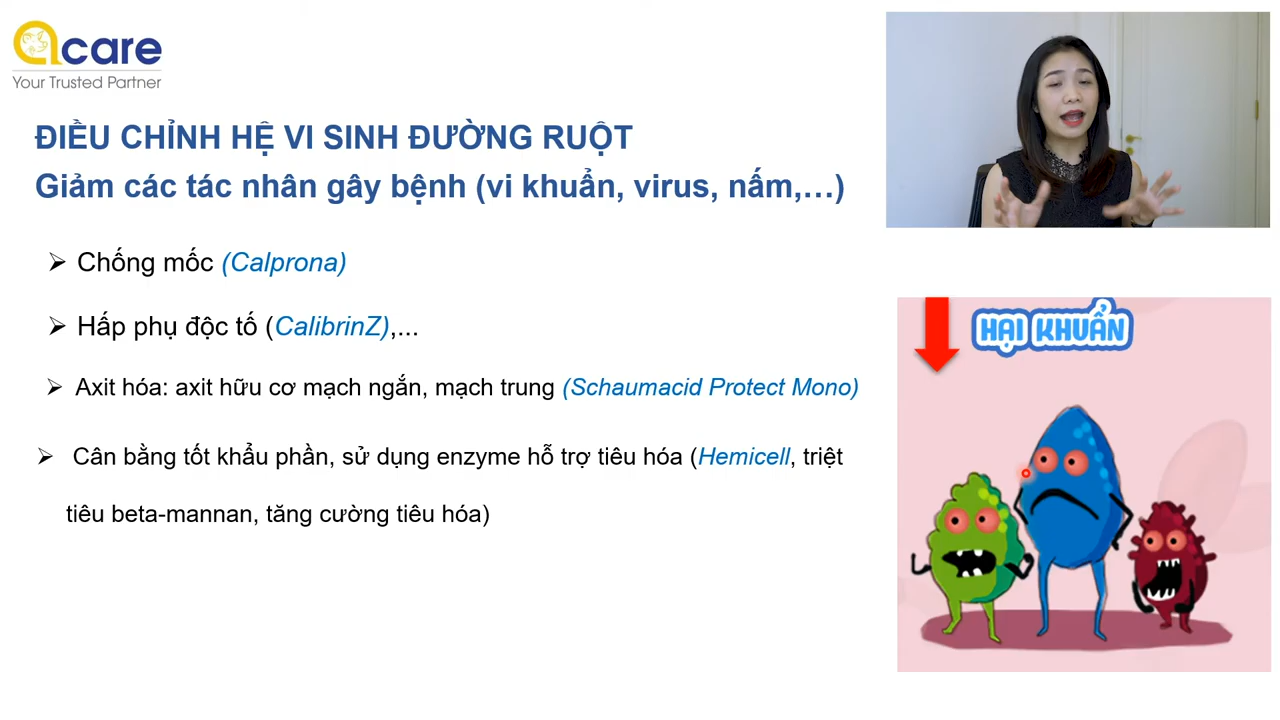 acare
Your Trusted Partner
ĐIỀU CHỈNH HỆ VI SINH ĐƯỜNG RUỘT
Giảm các tác nhân gây bệnh (vi khuẩn, virus, nấm,…)
➢ Chống mốc (Calprona)
➢ Hấp phụ độc tố (CalibrinZ),...
➢ Axit hóa: axit hữu cơ mạch ngắn, mạch trung (Schaumacid Protect Mono)
➢ Cân bằng tốt khẩu phần, sử dụng enzyme hỗ trợ tiêu hóa (Hemicell, triệt
tiêu beta-mannan, tăng cường tiêu hóa)
HẠI KHUẨN